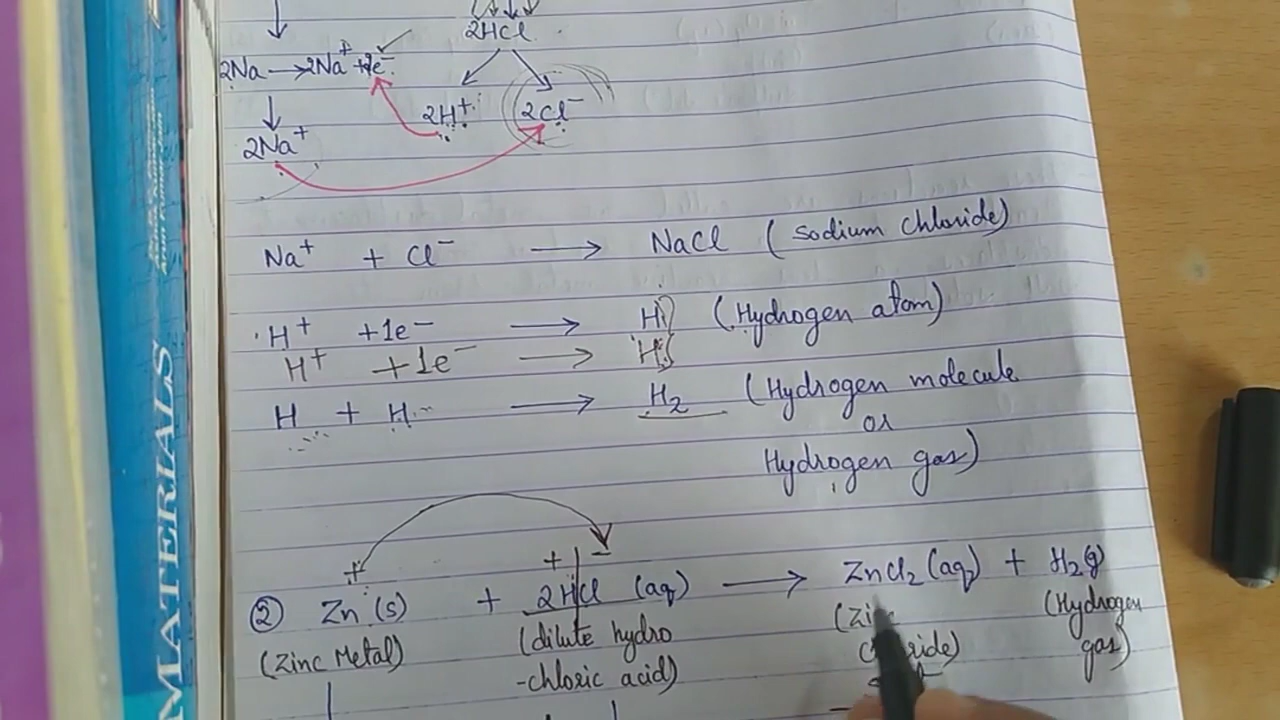 2HCl
2Na → 2Na⁺ + 2e⁻
2H⁺ 2Cl⁻
2Na⁺
Na⁺ + Cl⁻ → NaCl (Sodium Chloride)
H⁺ + 1e⁻ → H (Hydrogen atom)
H⁺ + 1e⁻ → H
H + H → H₂ (Hydrogen molecule
or
Hydrogen gas)
+ + | −
② Zn (s) + 2HCl (aq) → ZnCl₂ (aq) + H₂(g)
(Zinc Metal) (dilute hydro (Hydrogen
-chloric acid) gas)
MATERIALS